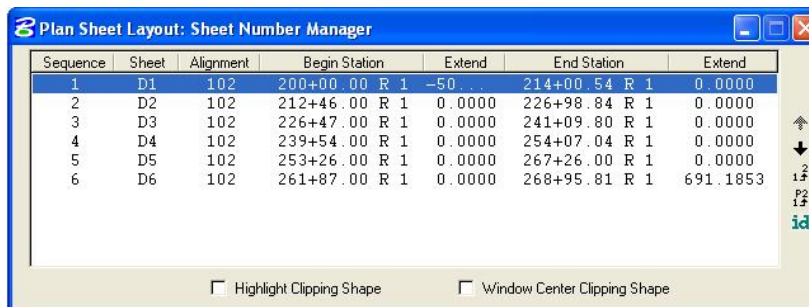 Plan Sheet Layout: Sheet Number Manager
Sequence Sheet Alignment Begin Station Extend End Station Extend
1 D1 102 200+00.00 R 1 -50... 214+00.54 R 1 0.0000
2 D2 102 212+46.00 R 1 0.0000 226+98.84 R 1 0.0000
3 D3 102 226+47.00 R 1 0.0000 241+09.80 R 1 0.0000
4 D4 102 239+54.00 R 1 0.0000 254+07.04 R 1 0.0000
5 D5 102 253+26.00 R 1 0.0000 267+26.00 R 1 0.0000
6 D6 102 261+87.00 R 1 0.0000 268+95.81 R 1 691.1853
id
Highlight Clipping Shape Window Center Clipping Shape